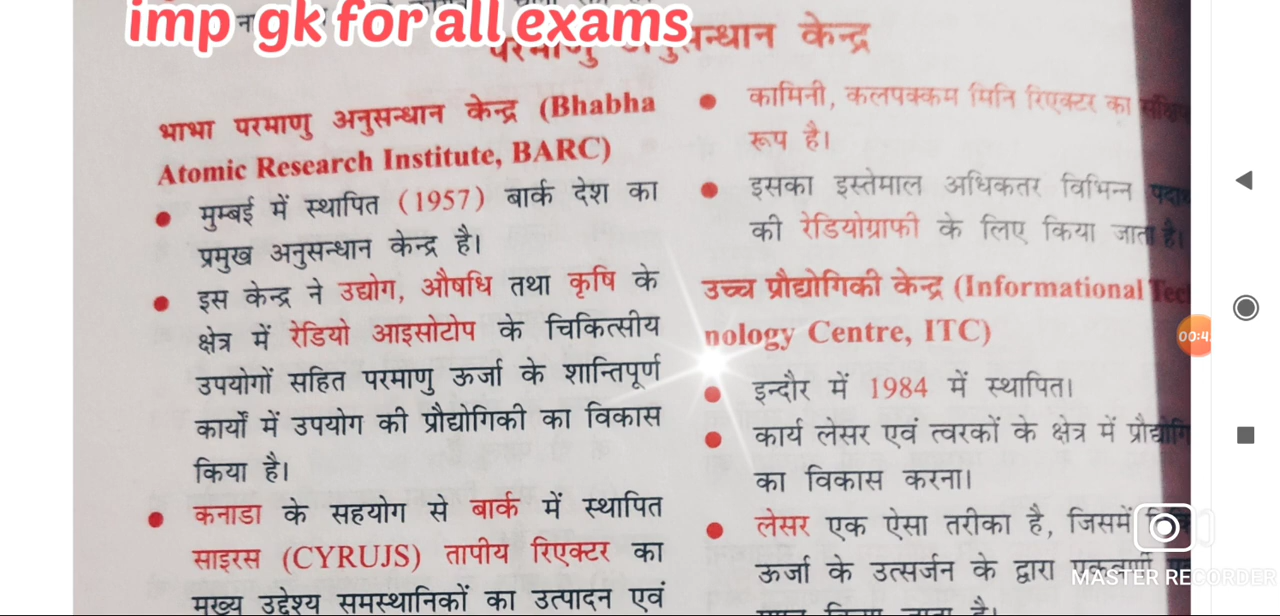 imp gk for all exams
केन्द्र
भाभा परमाणु अनुसन्धान केन्द्र (Bhabha
Atomic Research Institute, BARC)
• मुम्बई में स्थापित (1957) बार्क देश का
प्रमुख अनुसन्धान केन्द्र है।
• इस केन्द्र ने उद्योग, औषधि तथा कृषि के
क्षेत्र में रेडियो आइसोटोप के चिकित्सीय
उपयोगों सहित परमाणु ऊर्जा के शान्तिपूर्ण
कार्यों में उपयोग की प्रौद्योगिकी का विकास
किया है।
• कनाडा के सहयोग से बार्क में स्थापित
साइरस (CYRUJS) तापीय रिएक्टर का
मुख्य उद्देश्य समस्थानिकों का उत्पादन एवं
• कामिनी, कलपक्कम मिनि रिएक्टर का
रूप है।
• इसका इस्तेमाल अधिकतर विभिन्न
की रेडियोग्राफी के लिए किया जाता है।
उच्च प्रौद्योगिकी केन्द्र (Informational Tec
nology Centre, ITC)
• इन्दौर में 1984 में स्थापित।
• कार्य लेसर एवं त्वरकों के क्षेत्र में प्रौद्योगि
का विकास करना।
• लेसर एक ऐसा तरीका है, जिसमें
ऊर्जा के उत्सर्जन के द्वारा
00:4
MASTER RECORDER